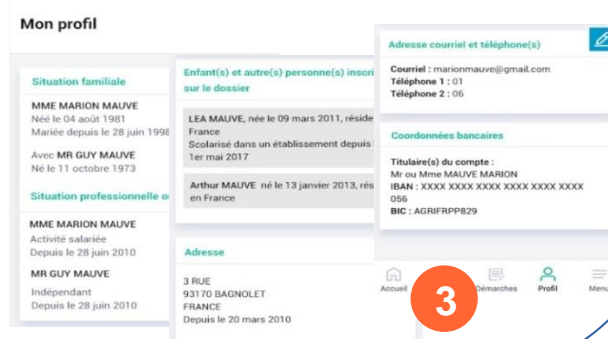 Mon profil
Situation familiale
MME MARION MAUVE
Néé le 04 août 1981
Mariée depuis le 28 juin 1998
Avec MR GUY MAUVE
Né le 11 octobre 1973
Situation professionnelle o
MME MARION MAUVE
Activité salariée
Depuis le 28 juin 2010
MR GUY MAUVE
Indépendant
Depuis le 28 juin 2010
Enfant(s) et autre(s) personne(s) inscri
sur le dossier
LEA MAUVE, née le 09 mars 2011, réside
France
Scolarisé dans un établissement depuis
1er mai 2017
Arthur MAUVE né le 13 janvier 2013, rés
en France
Adresse
3 RUE
93170 BAGNOLET
FRANCE
Depuis le 20 mars 2010
Adresse courriel et téléphone(s)
Courriel : marionmauve@gmail.com
Téléphone 1 : 01
Téléphone 2 : 06
Coordonnées bancaires
Titulaire(s) du compte :
Mr ou Mme MAUVE MARION
IBAN : XXXX XXXX XXXX XXXX XXXX XXXX
056
BIC : AGRIFRPP829
Accueil
3
Démarches
Profil
Menu